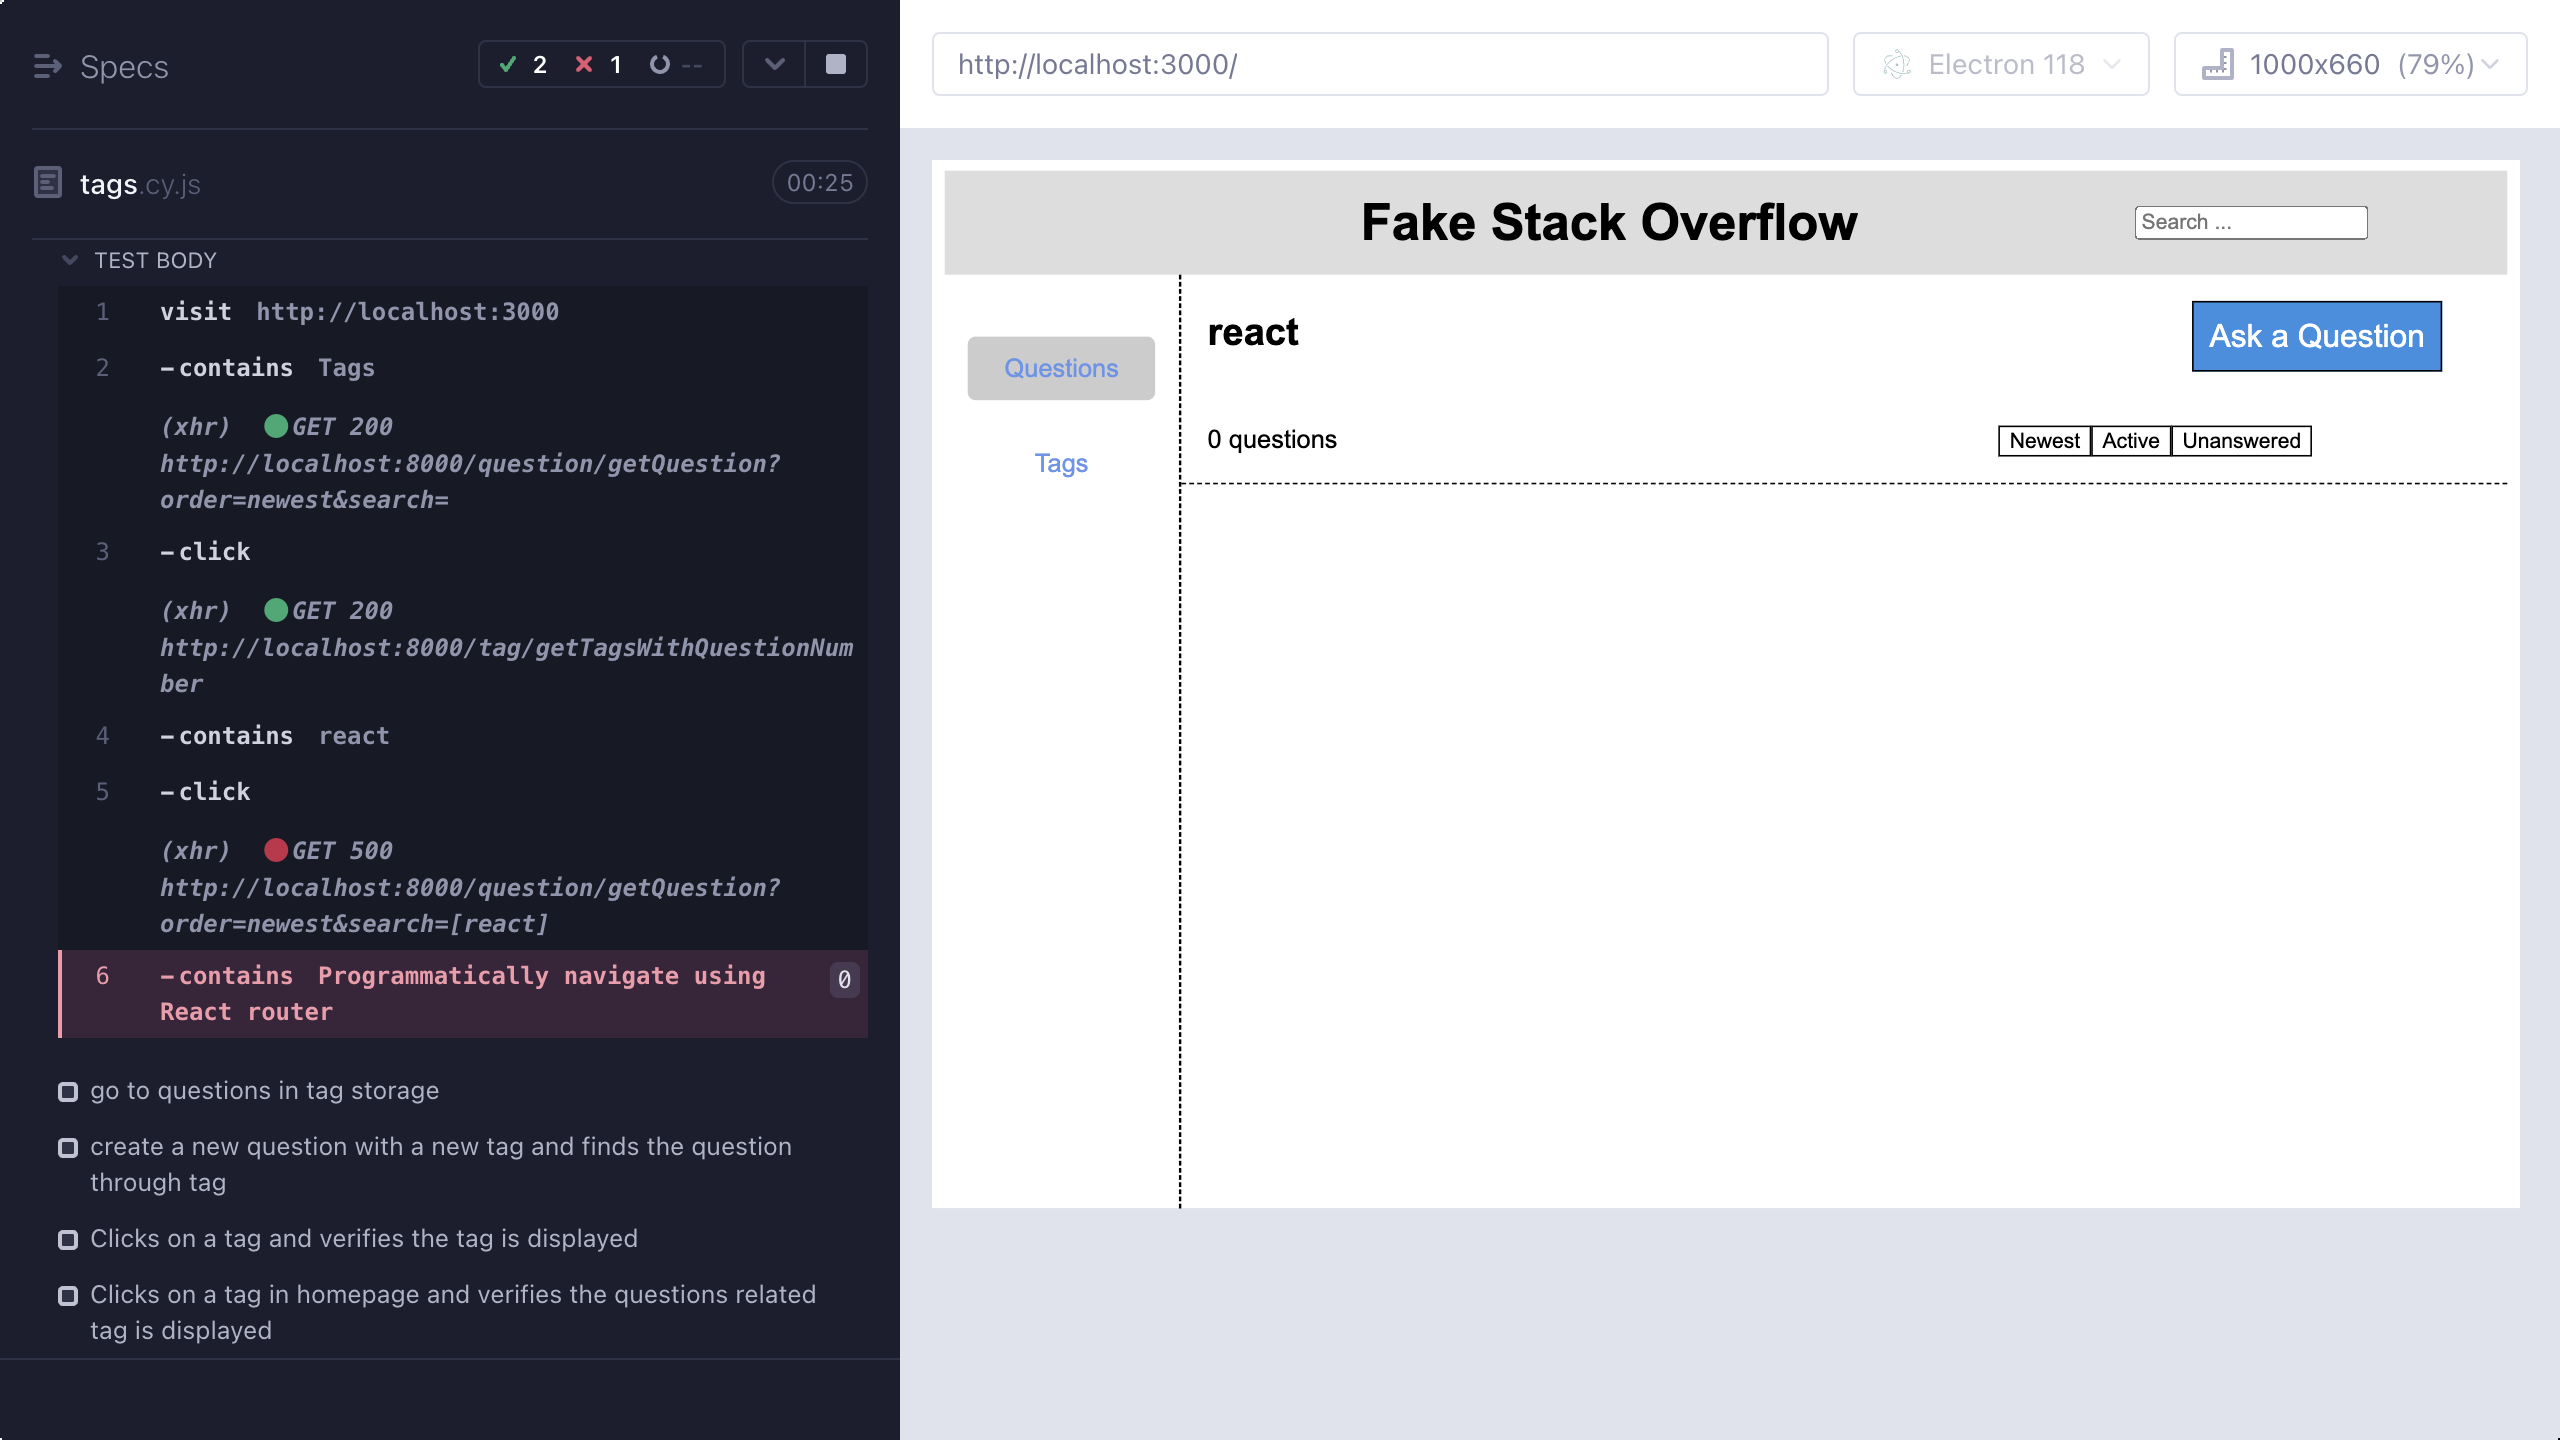 Specs
2
1
--
tags.cy.js
00:25
TEST BODY
1 visit http://localhost:3000
2 -contains Tags
(xhr) GET 200
http://localhost:8000/question/getQuestion?
order=newest&search=
3 -click
(xhr) GET 200
http://localhost:8000/tag/getTagsWithQuestionNum
ber
4 -contains react
5 -click
(xhr) GET 500
http://localhost:8000/question/getQuestion?
order=newest&search=[react]
6 -contains Programmatically navigate using 0
React router
go to questions in tag storage
create a new question with a new tag and finds the question
through tag
Clicks on a tag and verifies the tag is displayed
Clicks on a tag in homepage and verifies the questions related
tag is displayed
http://localhost:3000/
Electron 118
1000x660 (79%)
Fake Stack Overflow
Search ...
Questions
Tags
react
Ask a Question
0 questions
Newest Active Unanswered